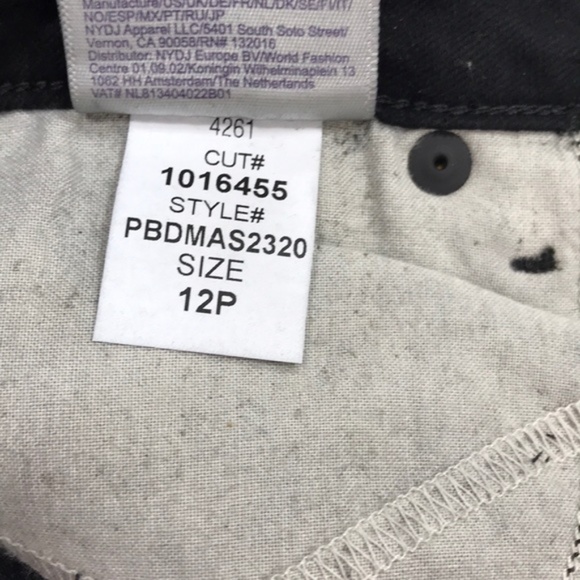 Manufacture/US/UK/DE/FR/NL/DK/SE/FI/IT/
NO/ESP/MX/PT/RU/JP
NYDJ Apparel LLC/5401 South Soto Street/
Vernon, CA 90058/RN# 132016
Distributor: NYDJ Europe BV/World Fashion
Centre 01.09.02/Koningin Wilhelminaplein 13
1062 HH Amsterdam/The Netherlands
VAT# NL813404022B01
4261
CUT#
1016455
STYLE#
PBDMAS2320
SIZE
12P